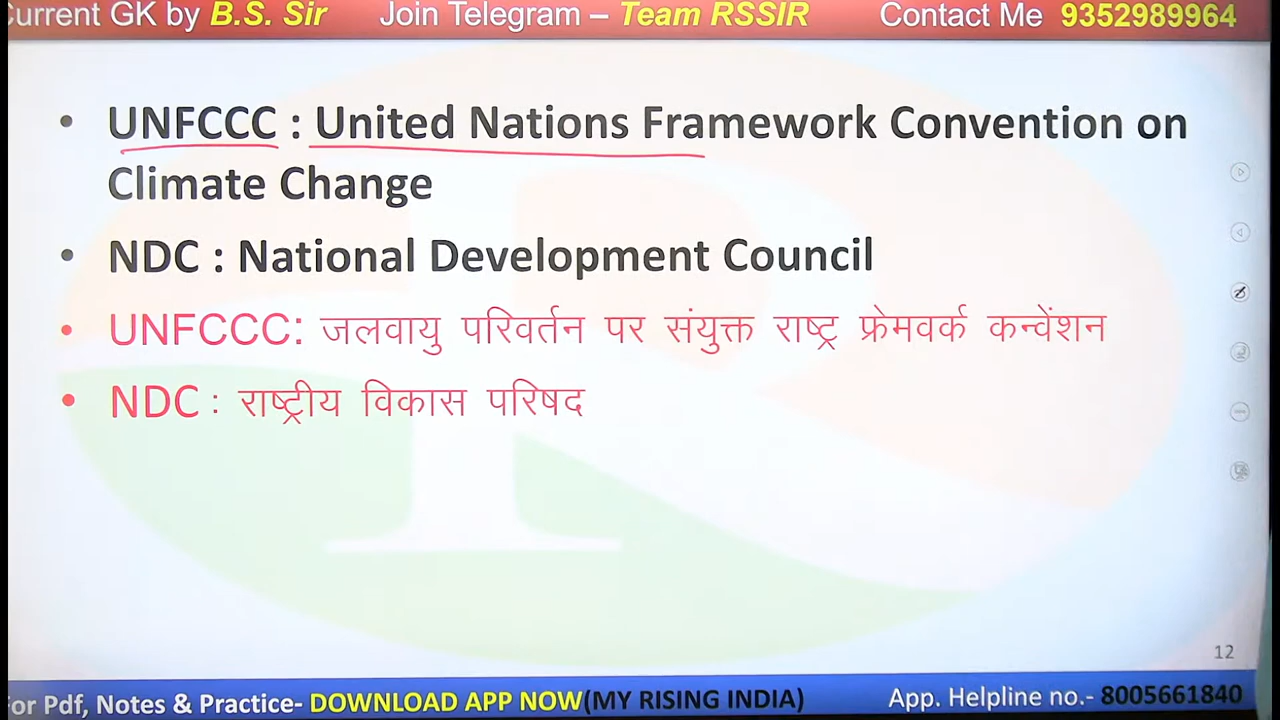 Current GK by B.S. Sir Join Telegram – Team RSSIR Contact Me 9352989964
• UNFCCC : United Nations Framework Convention on
Climate Change
• NDC : National Development Council
• UNFCCC: जलवायु परिवर्तन पर संयुक्त राष्ट्र फ्रेमवर्क कन्वेंशन
• NDC : राष्ट्रीय विकास परिषद
12
For Pdf, Notes & Practice- DOWNLOAD APP NOW(MY RISING INDIA) App. Helpline no.- 8005661840